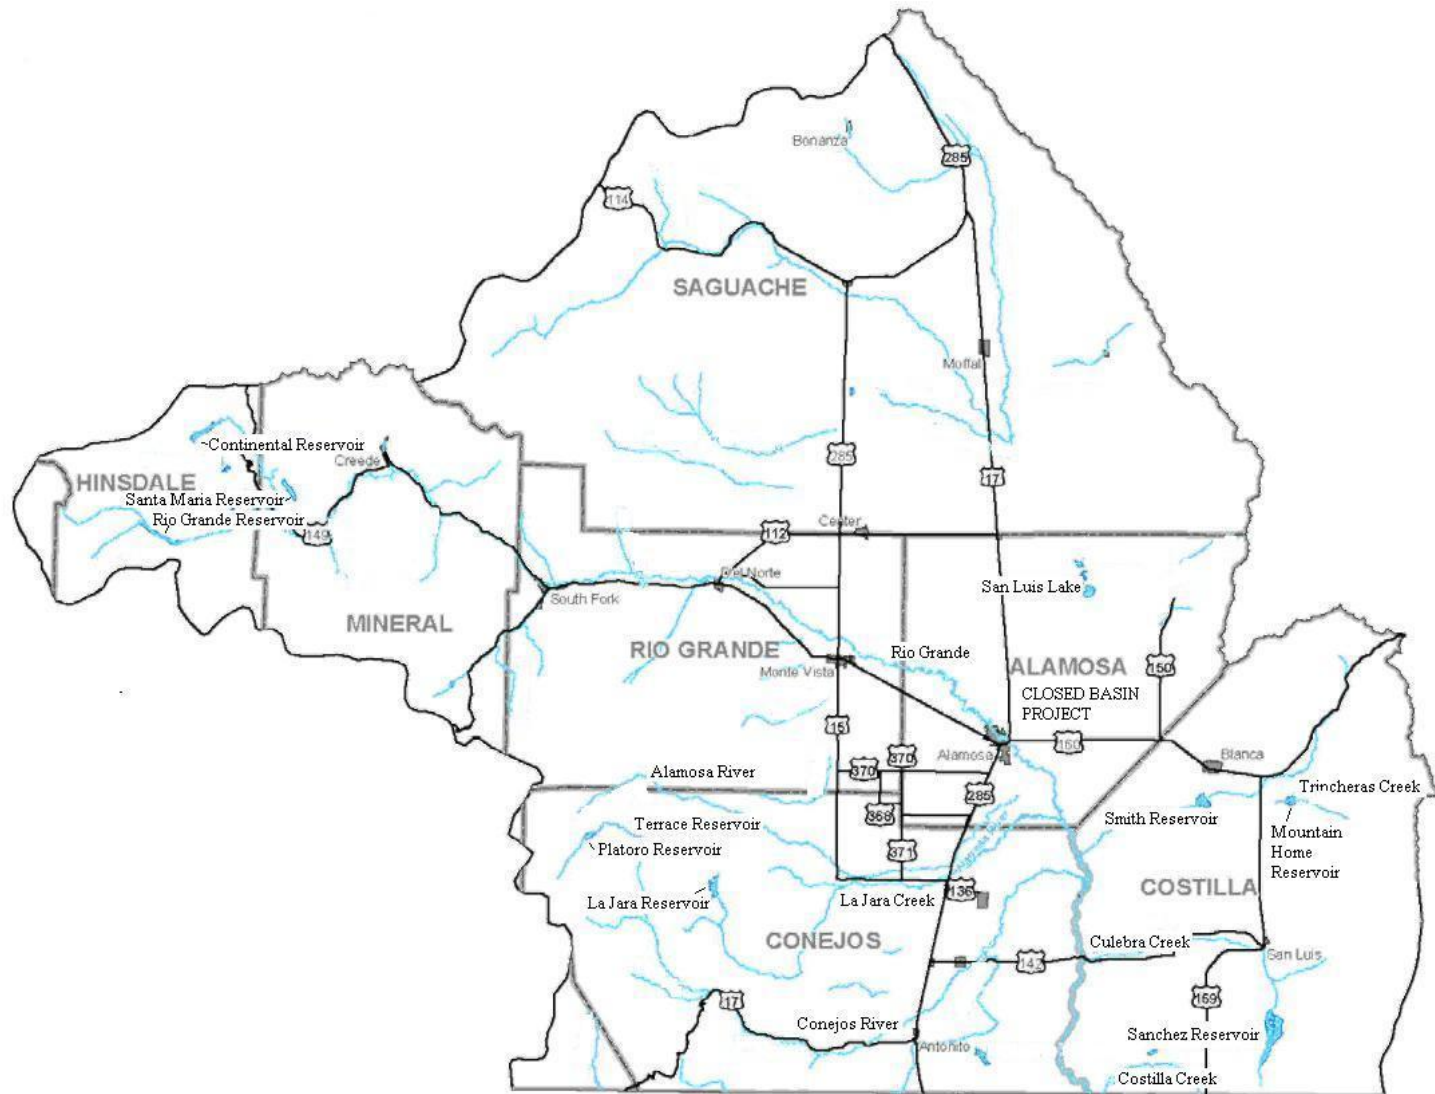 Bonanza
285
114
SAGUACHE
Moffat
Continental Reservoir
Creede
HINSDALE
285
17
Santa Maria Reservoir
Rio Grande Reservoir
149
Center
112
Del Norte
San Luis Lake
South Fork
MINERAL
RIO GRANDE
Rio Grande
Monte Vista
ALAMOSA
150
CLOSED BASIN
PROJECT
15
160
Alamosa
Blanca
370
370
Alamosa River
285
Trincheras Creek
368
Smith Reservoir
Terrace Reservoir
Mountain
Home
Reservoir
Platoro Reservoir
371
Alamosa River
136
COSTILLA
La Jara Reservoir
La Jara Creek
CONEJOS
Culebra Creek
San Luis
142
17
159
Conejos River
Sanchez Reservoir
Antonito
Costilla Creek